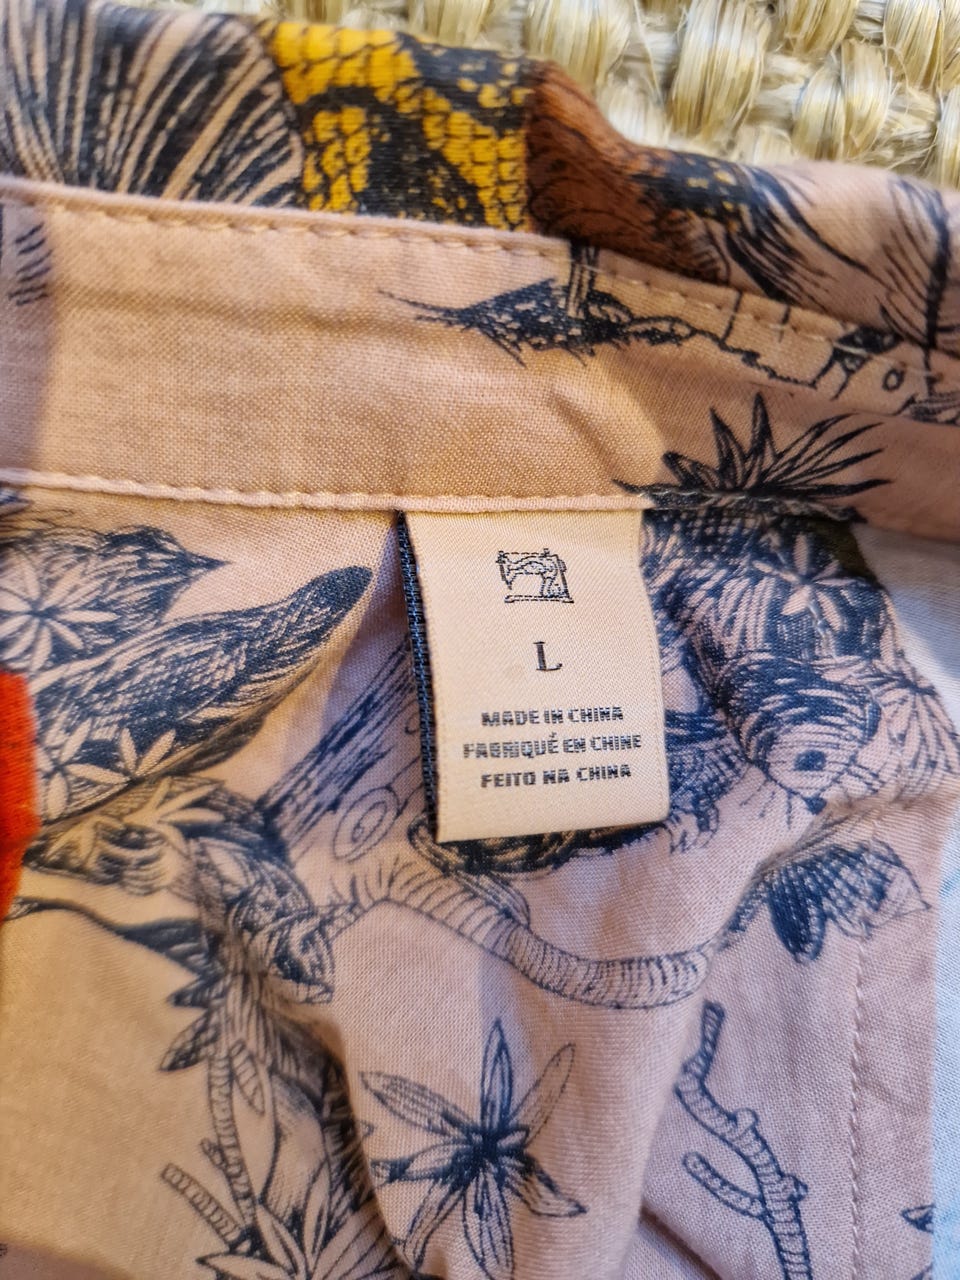 L
MADE IN CHINA
FABRIQUÉ EN CHINE
FEITO NA CHINA